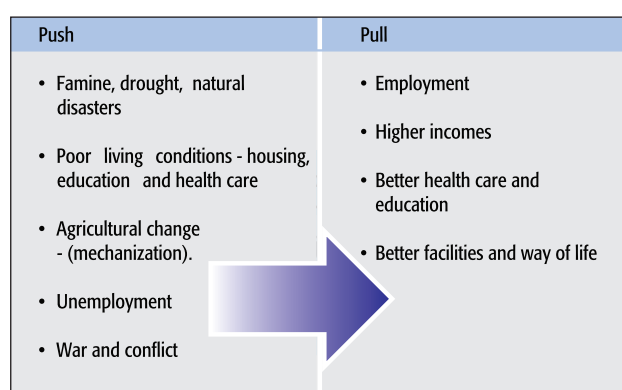 Push
• Famine, drought, natural
disasters
• Poor living conditions - housing,
education and health care
• Agricultural change
- (mechanization).
• Unemployment
• War and conflict
Pull
• Employment
• Higher incomes
• Better health care and
education
• Better facilities and way of life